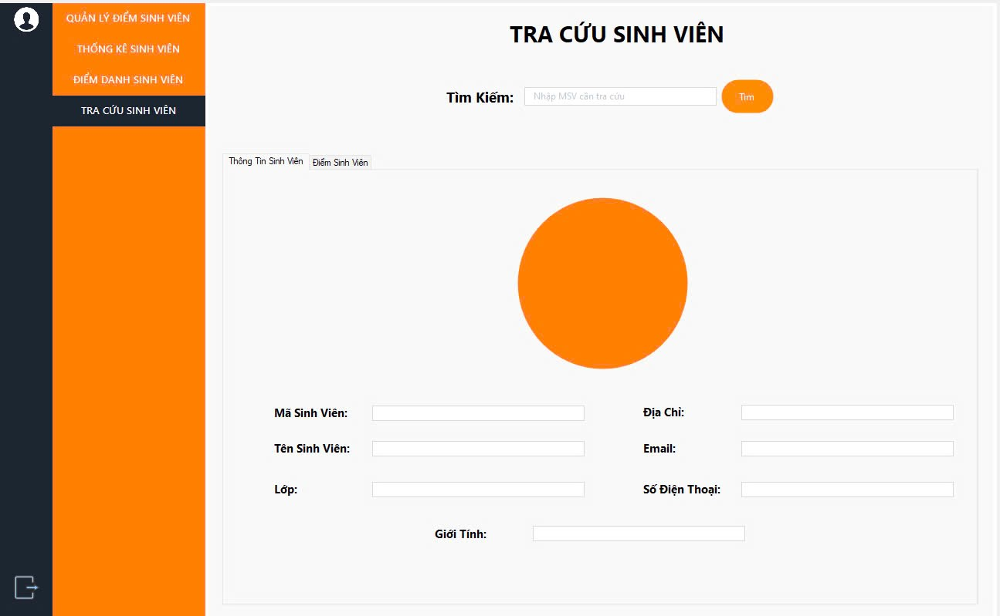 QUẢN LÝ ĐIỂM SINH VIÊN
THỐNG KÊ SINH VIÊN
ĐIỂM DANH SINH VIÊN
TRA CỨU SINH VIÊN
TRA CỨU SINH VIÊN
Tìm Kiếm: Nhập MSV cần tra cứu Tìm
Thông Tin Sinh Viên Điểm Sinh Viên
Mã Sinh Viên: Địa Chỉ:
Tên Sinh Viên: Email:
Lớp: Số Điện Thoại:
Giới Tính: